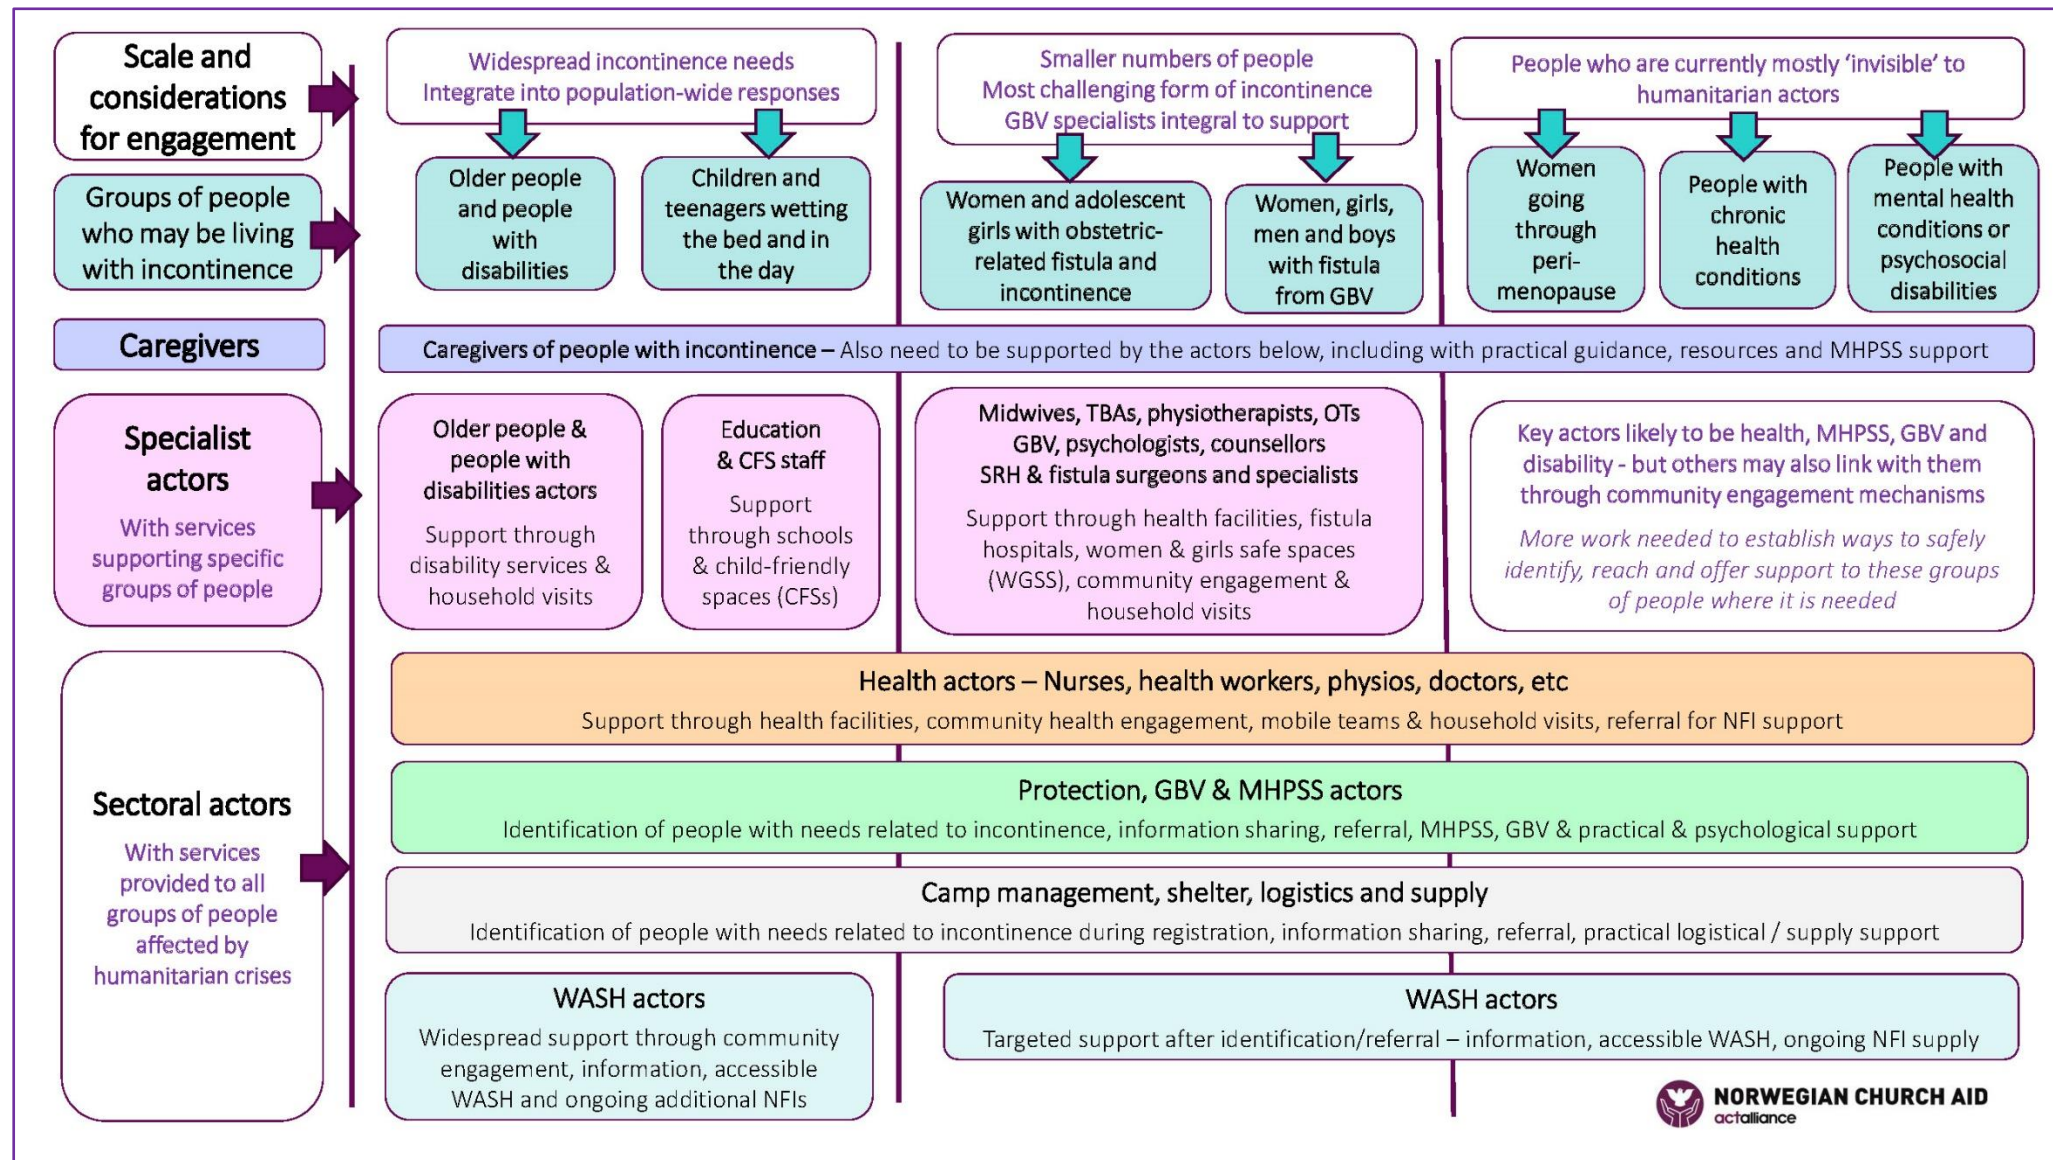 Scale and
considerations
for engagement
Widespread incontinence needs
Integrate into population-wide responses
Smaller numbers of people
Most challenging form of incontinence
GBV specialists integral to support
People who are currently mostly ‘invisible’ to
humanitarian actors
Groups of people
who may be living
with incontinence
Older people
and people
with
disabilities
Children and
teenagers wetting
the bed and in
the day
Women and adolescent
girls with obstetric-
related fistula and
incontinence
Women, girls,
men and boys
with fistula
from GBV
Women
going
through
peri-
menopause
People with
chronic
health
conditions
People with
mental health
conditions or
psychosocial
disabilities
Caregivers
Caregivers of people with incontinence – Also need to be supported by the actors below, including with practical guidance, resources and MHPSS support
Specialist
actors
With services
supporting specific
groups of people
Older people &
people with
disabilities actors
Support through
disability services &
household visits
Education
& CFS staff
Support
through schools
& child-friendly
spaces (CFSs)
Midwives, TBAs, physiotherapists, OTs
GBV, psychologists, counsellors
SRH & fistula surgeons and specialists
Support through health facilities, fistula
hospitals, women & girls safe spaces
(WGSS), community engagement &
household visits
Key actors likely to be health, MHPSS, GBV and
disability - but others may also link with them
through community engagement mechanisms
More work needed to establish ways to safely
identify, reach and offer support to these groups
of people where it is needed
Sectoral actors
With services
provided to all
groups of people
affected by
humanitarian crises
Health actors – Nurses, health workers, physios, doctors, etc
Support through health facilities, community health engagement, mobile teams & household visits, referral for NFI support
Protection, GBV & MHPSS actors
Identification of people with needs related to incontinence, information sharing, referral, MHPSS, GBV & practical & psychological support
Camp management, shelter, logistics and supply
Identification of people with needs related to incontinence during registration, information sharing, referral, practical logistical / supply support
WASH actors
Widespread support through community
engagement, information, accessible
WASH and ongoing additional NFIs
WASH actors
Targeted support after identification/referral – information, accessible WASH, ongoing NFI supply
NORWEGIAN CHURCH AID
actalliance